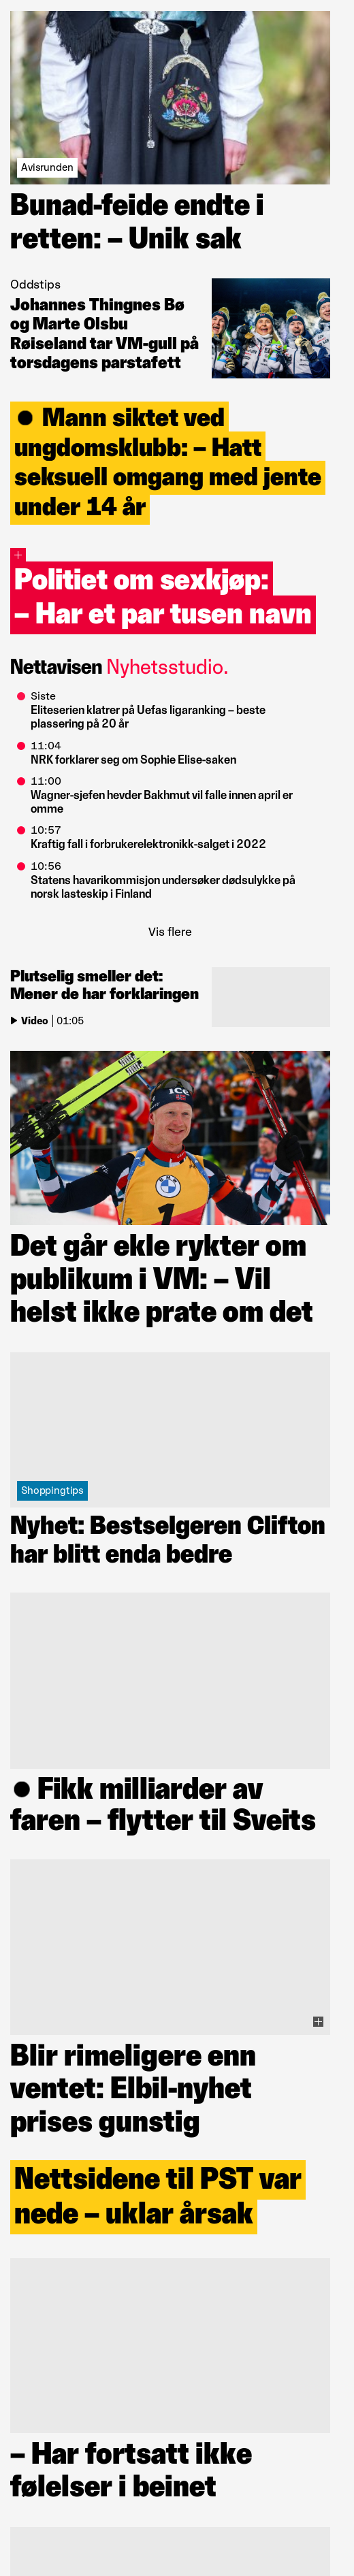 Avisrunden
Bunad-feide endte i
retten: – Unik sak
Oddstips
Johannes Thingnes Bø
og Marte Olsbu
Røiseland tar VM-gull på
torsdagens parstafett
● Mann siktet ved
ungdomsklubb: – Hatt
seksuell omgang med jente
under 14 år
+
Politiet om sexkjøp:
– Har et par tusen navn
Nettavisen Nyhetsstudio.
Siste
Eliteserien klatrer på Uefas ligaranking – beste
plassering på 20 år
11:04
NRK forklarer seg om Sophie Elise-saken
11:00
Wagner-sjefen hevder Bakhmut vil falle innen april er
omme
10:57
Kraftig fall i forbrukerelektronikk-salget i 2022
10:56
Statens havarikommisjon undersøker dødsulykke på
norsk lasteskip i Finland
Vis flere
Plutselig smeller det:
Mener de har forklaringen
Video | 01:05
ICE
BMW
1
Det går ekle rykter om
publikum i VM: – Vil
helst ikke prate om det
Shoppingtips
Nyhet: Bestselgeren Clifton
har blitt enda bedre
● Fikk milliarder av
faren – flytter til Sveits
+
Blir rimeligere enn
ventet: Elbil-nyhet
prises gunstig
Nettsidene til PST var
nede – uklar årsak
– Har fortsatt ikke
følelser i beinet